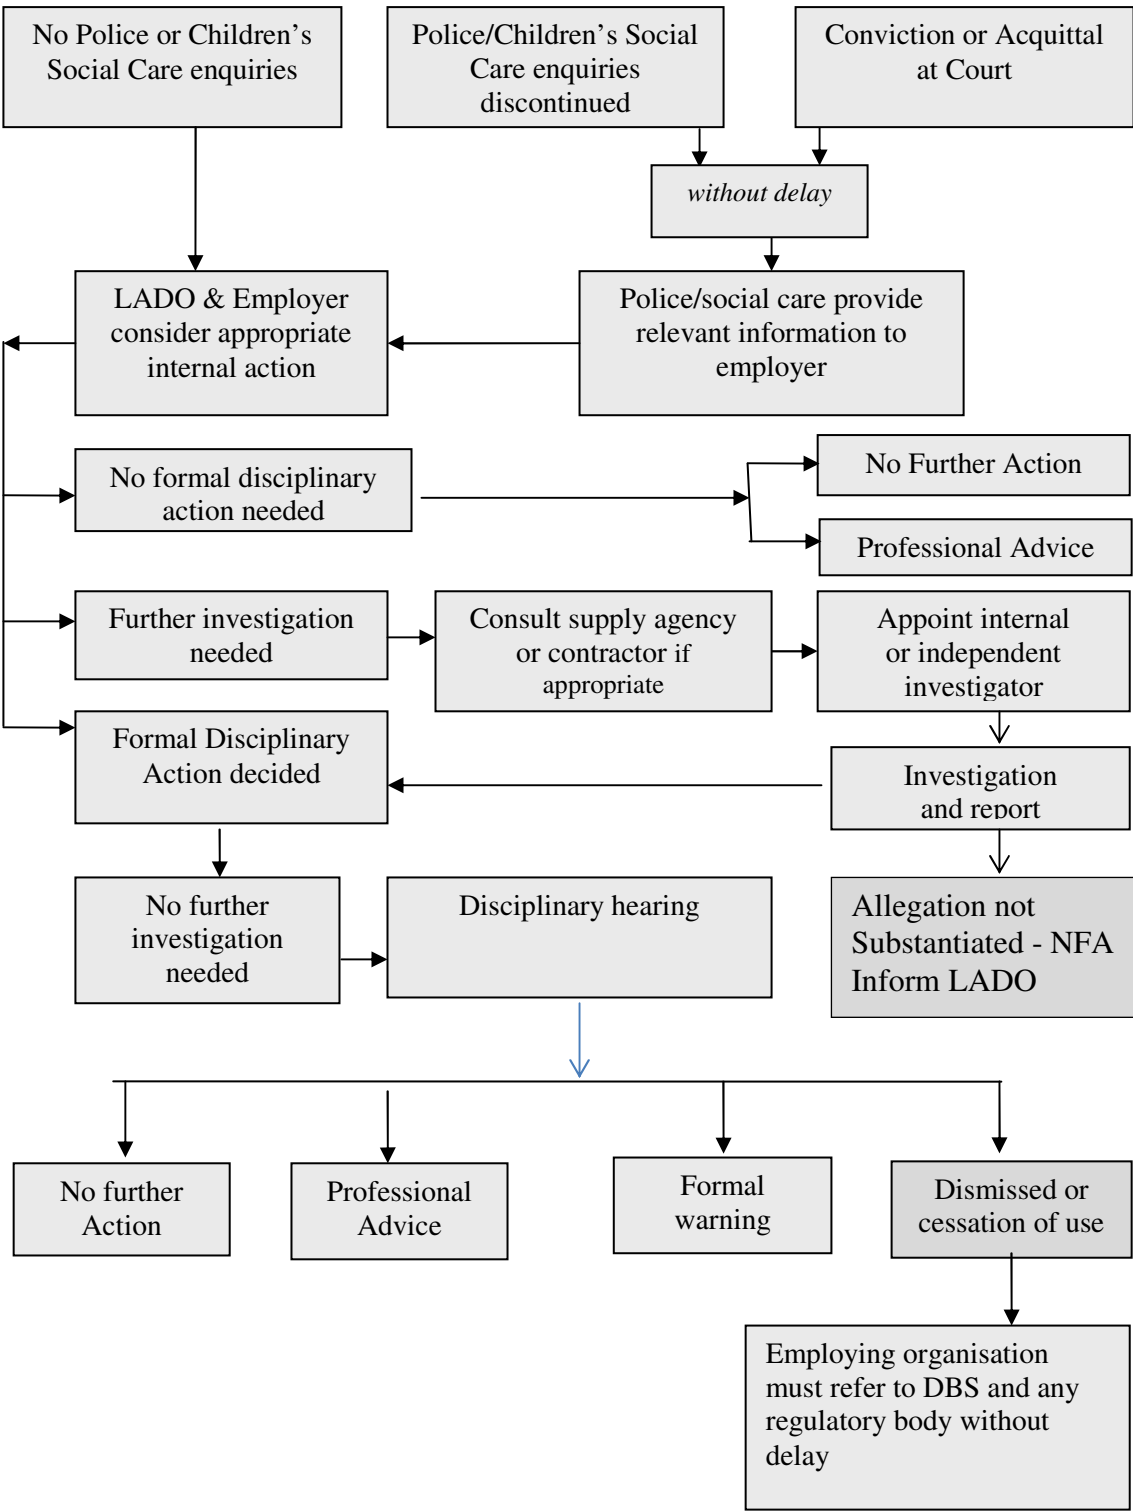 No Police or Children's
Social Care enquiries
Police/Children's Social
Care enquiries
discontinued
Conviction or Acquittal
at Court
without delay
LADO & Employer
consider appropriate
internal action
Police/social care provide
relevant information to
employer
No formal disciplinary
action needed
No Further Action
Professional Advice
Further investigation
needed
Consult supply agency
or contractor if
appropriate
Appoint internal
or independent
investigator
Formal Disciplinary
Action decided
Investigation
and report
No further
investigation
needed
Disciplinary hearing
Allegation not
Substantiated - NFA
Inform LADO
No further
Action
Professional
Advice
Formal
warning
Dismissed or
cessation of use
Employing organisation
must refer to DBS and any
regulatory body without
delay